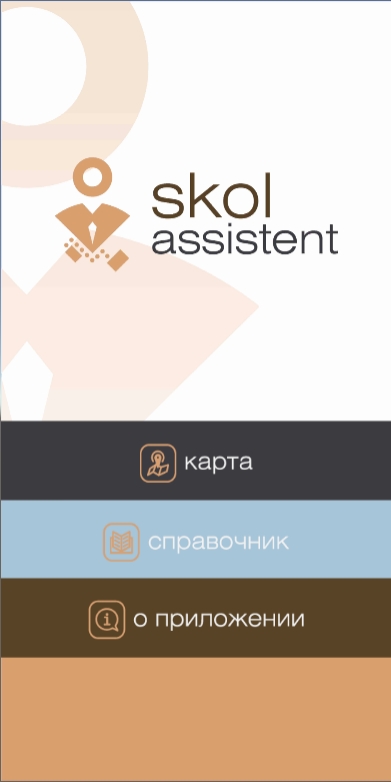 skol
assistent
карта
справочник
о приложении